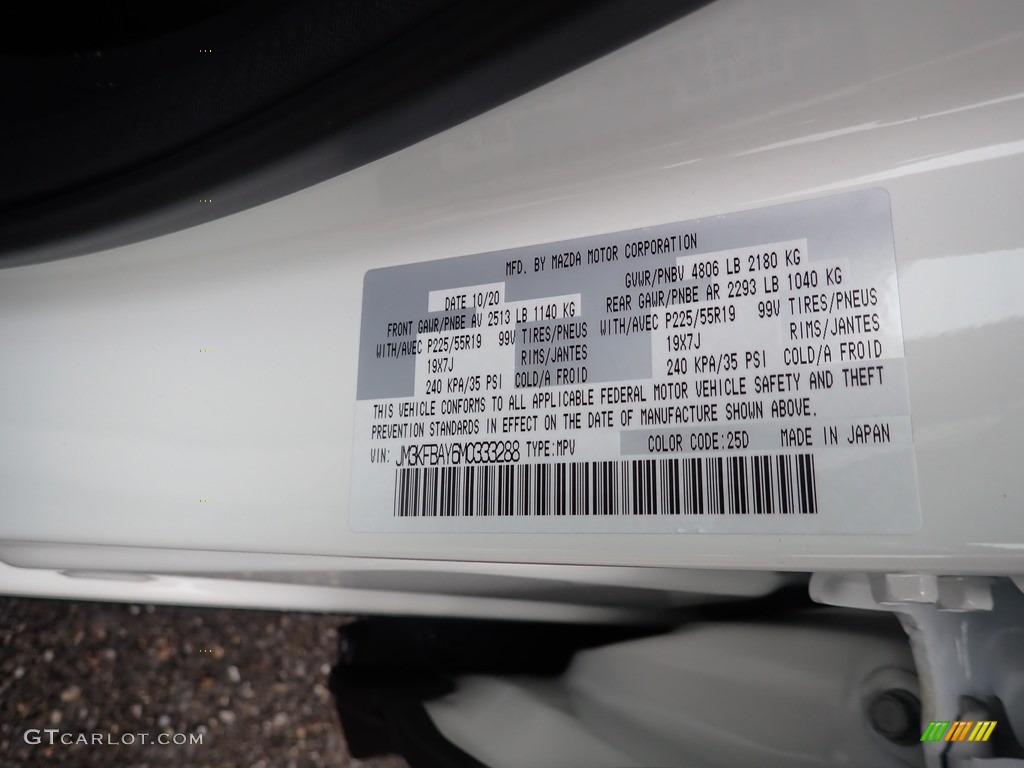 MFD. BY MAZDA MOTOR CORPORATION
DATE 10/20 GVWR/PNBV 4806 LB 2180 KG
FRONT GAWR/PNBE AV 2513 LB 1140 KG REAR GAWR/PNBE AR 2293 LB 1040 KG
WITH/AVEC P225/55R19 99V TIRES/PNEUS WITH/AVEC P225/55R19 99V TIRES/PNEUS
19X7J RIMS/JANTES 19X7J RIMS/JANTES
240 KPA/35 PSI COLD/A FROID 240 KPA/35 PSI COLD/A FROID
THIS VEHICLE CONFORMS TO ALL APPLICABLE FEDERAL MOTOR VEHICLE SAFETY AND THEFT
PREVENTION STANDARDS IN EFFECT ON THE DATE OF MANUFACTURE SHOWN ABOVE.
VIN: JM3KFBAY6M0333288 TYPE:MPV COLOR CODE:25D MADE IN JAPAN
GTCARLOT.COM